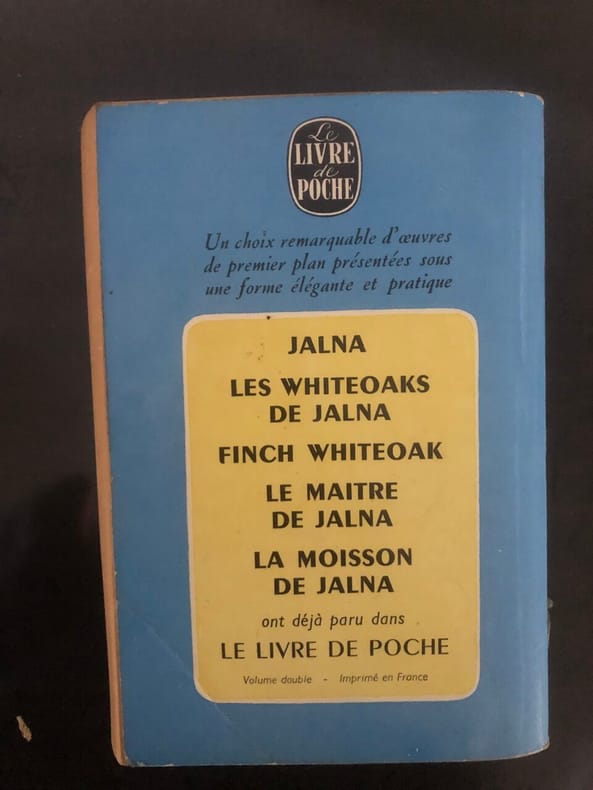 Le
LIVRE
de
POCHE
Un choix remarquable d'œuvres
de premier plan présentées sous
une forme élégante et pratique
JALNA
LES WHITEOAKS
DE JALNA
FINCH WHITEOAK
LE MAITRE
DE JALNA
LA MOISSON
DE JALNA
ont déjà paru dans
LE LIVRE DE POCHE
Volume double - Imprimé en France